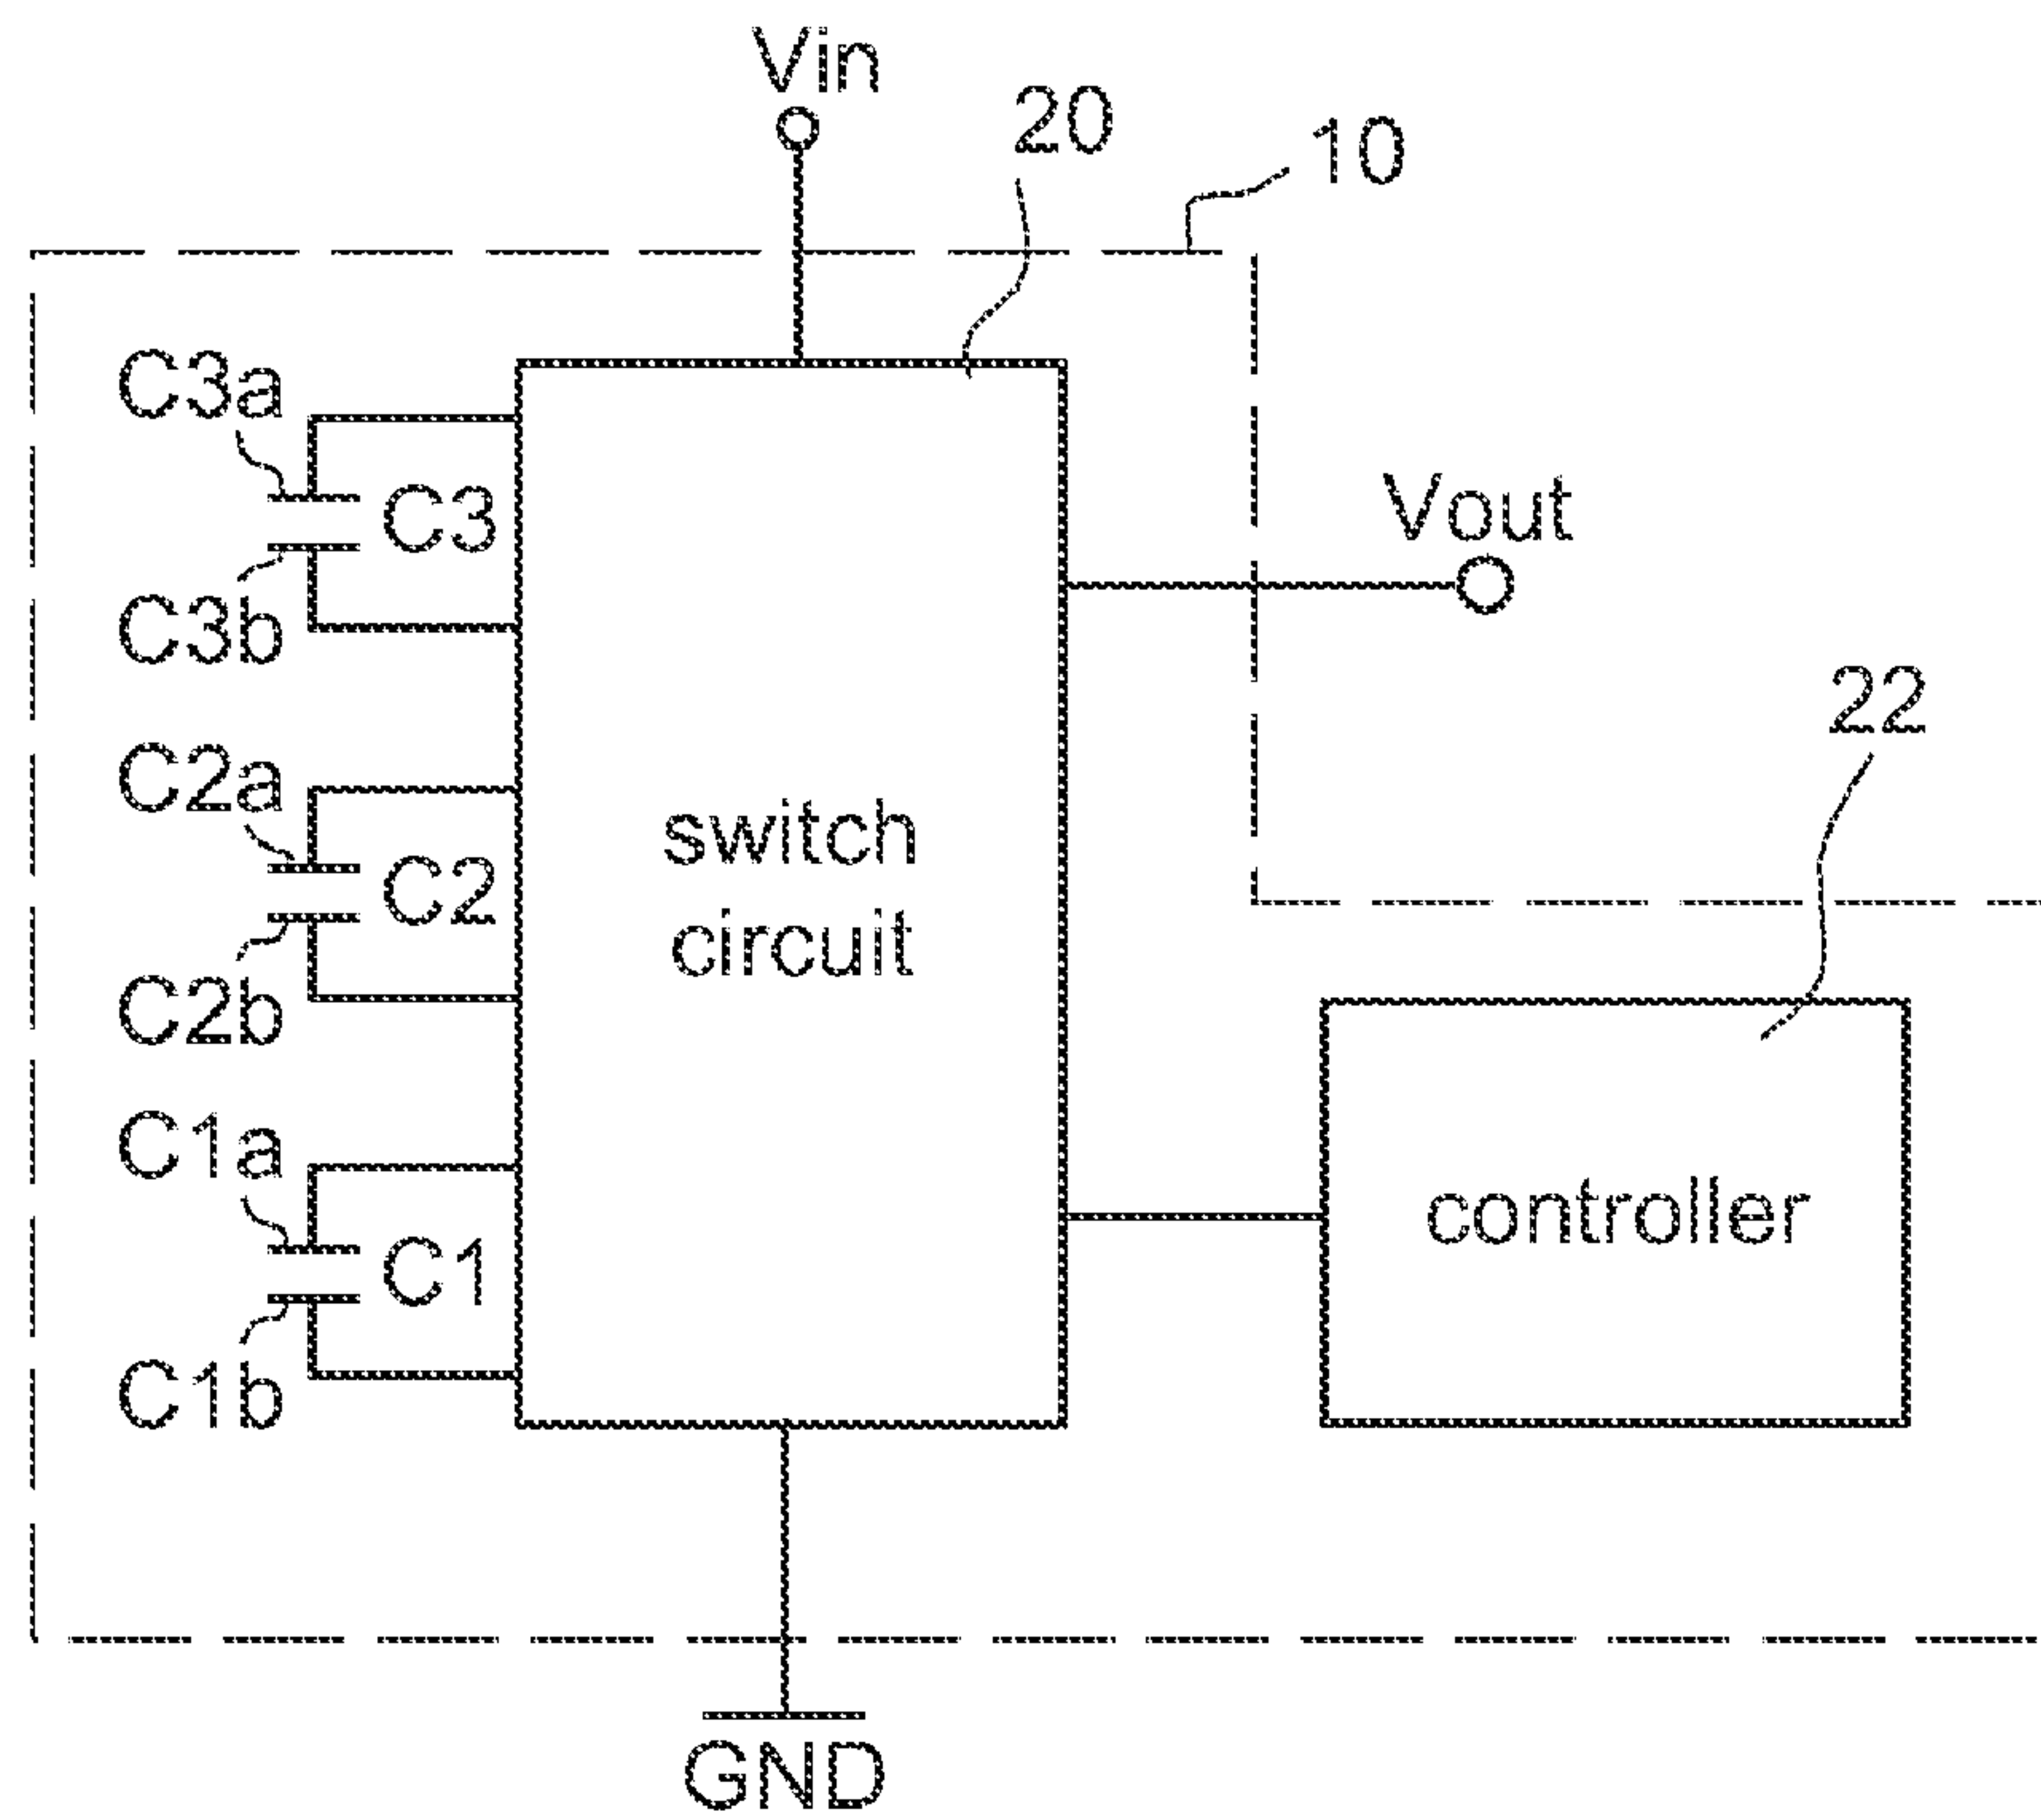 Vin
20
10
C3a
C3
Vout
C3b
22
C2a
switch
C2
circuit
C2b
C1a
controller
C1
C1b
GND